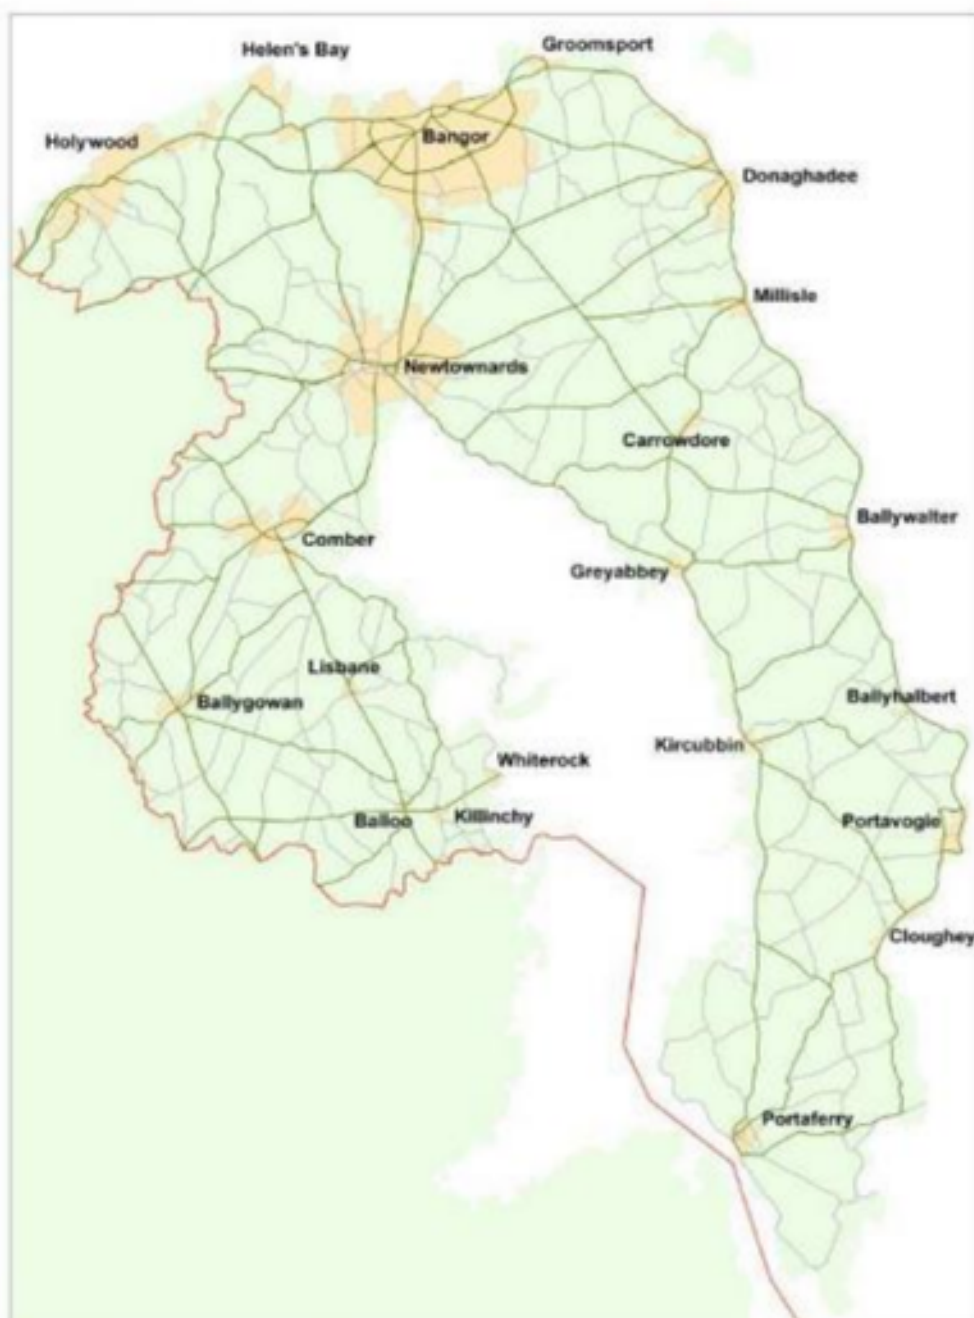 Groomsport
Helen's Bay
Bangor
Holywood
Donaghadee
Millisle
Newtownards
Carrowdore
Ballywalter
Comber
Greyabbey
Lisbane
Ballyhalbert
Ballygowan
Kircubbin
Whiterock
Killinchy
Balloo
Portavogie
Cloughey
Portaferry